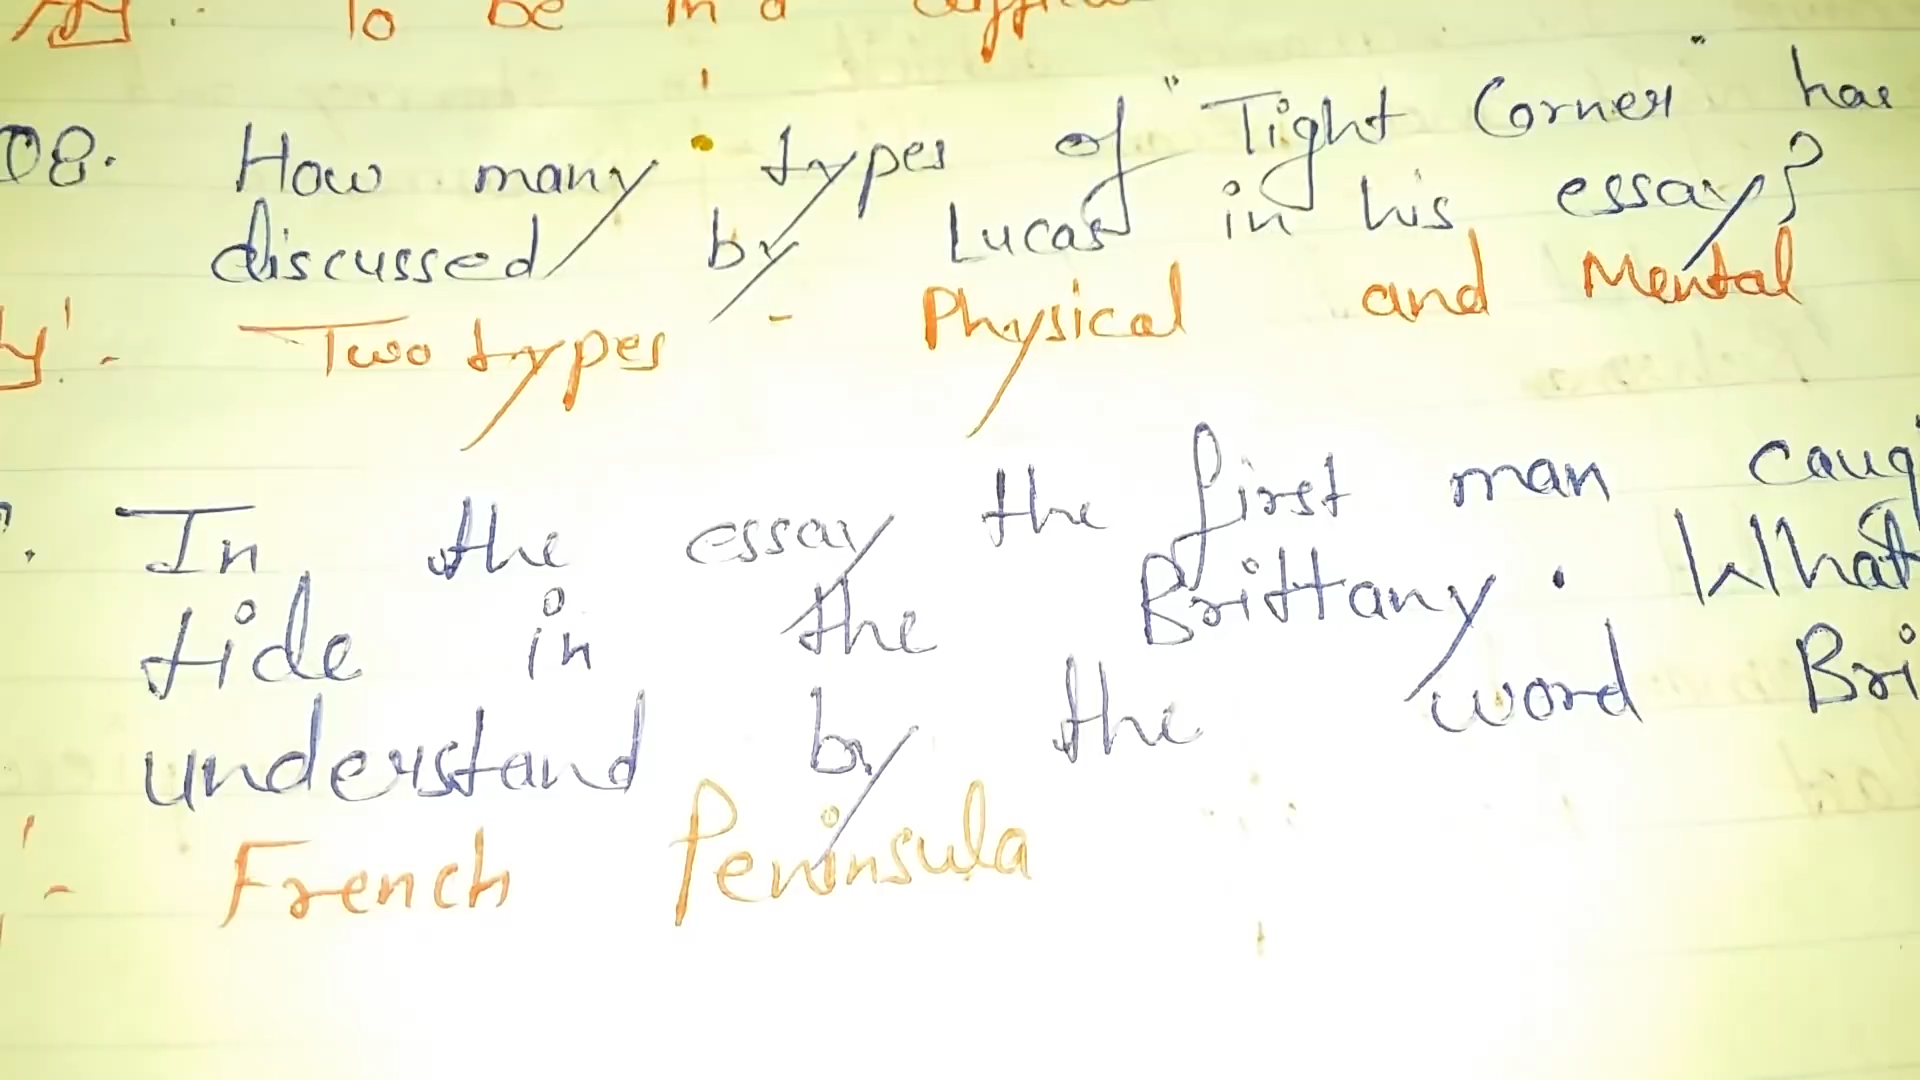 To be in a
08. How many types of "Tight Corner" has
discussed by Lucas in his essay?
Two types - Physical and Mental
In the essay the first man caug
tide in the Brittany. What
understand by the word Bri
- French Peninsula